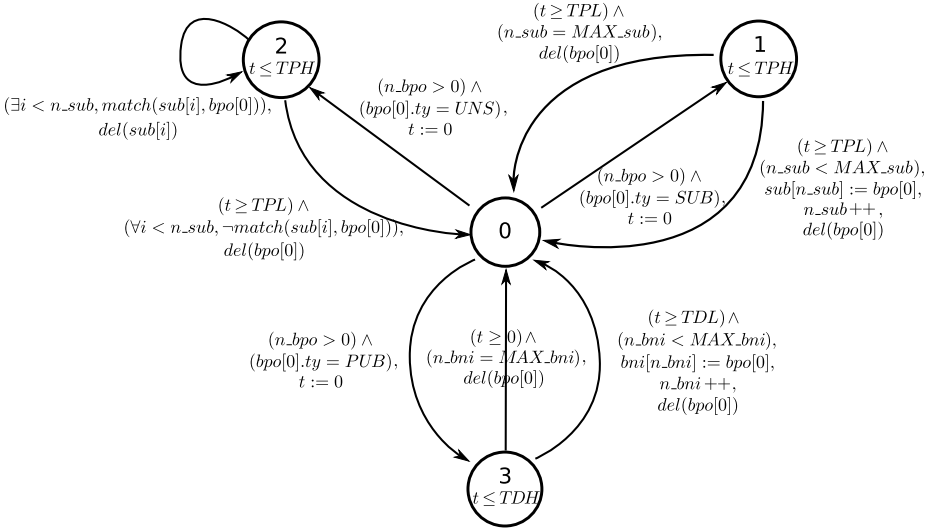 (t ≥ TPL) ∧
(n_sub = MAX_sub),
del(bpo[0])
2
t ≤ TPH
1
t ≤ TPH
(∃i < n_sub, match(sub[i], bpo[0])),
del(sub[i])
(n_bpo > 0) ∧
(bpo[0].ty = UNS),
t := 0
(t ≥ TPL) ∧
(n_sub < MAX_sub),
sub[n_sub] := bpo[0],
n_sub ++,
del(bpo[0])
(n_bpo > 0) ∧
(bpo[0].ty = SUB),
t := 0
(t ≥ TPL) ∧
(∀i < n_sub, ¬match(sub[i], bpo[0])),
del(bpo[0])
0
(n_bpo > 0) ∧
(bpo[0].ty = PUB),
t := 0
(t ≥ 0) ∧
(n_bni = MAX_bni),
del(bpo[0])
(t ≥ TDL) ∧
(n_bni < MAX_bni),
bni[n_bni] := bpo[0],
n_bni ++,
del(bpo[0])
3
t ≤ TDH